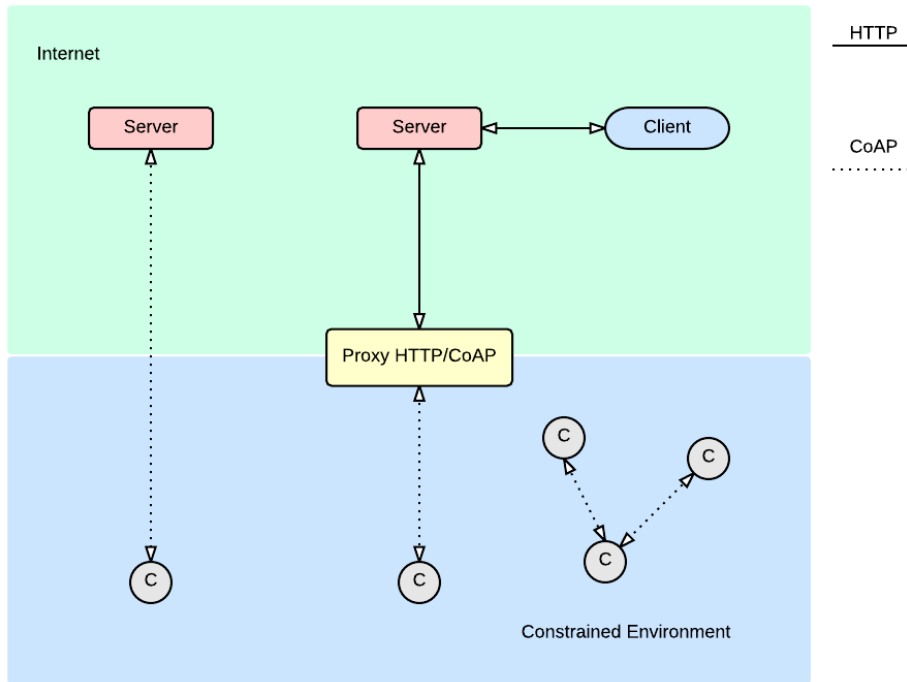 Internet
HTTP
Server
Server
Client
CoAP
Proxy HTTP/CoAP
C
C
C
C
C
Constrained Environment